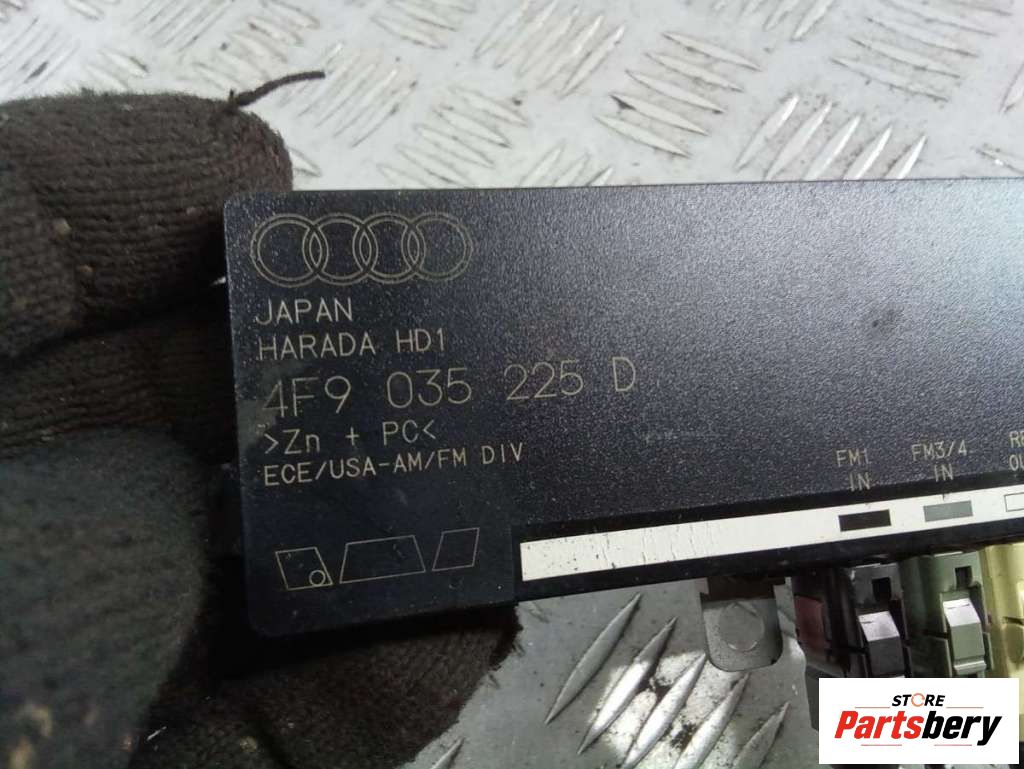 JAPAN
HARADA HD1
4F9 035 225 D
>Zn + PC<
ECE/USA-AM/FM DIV
FM1 FM3/4
IN IN
STORE
Partsbery